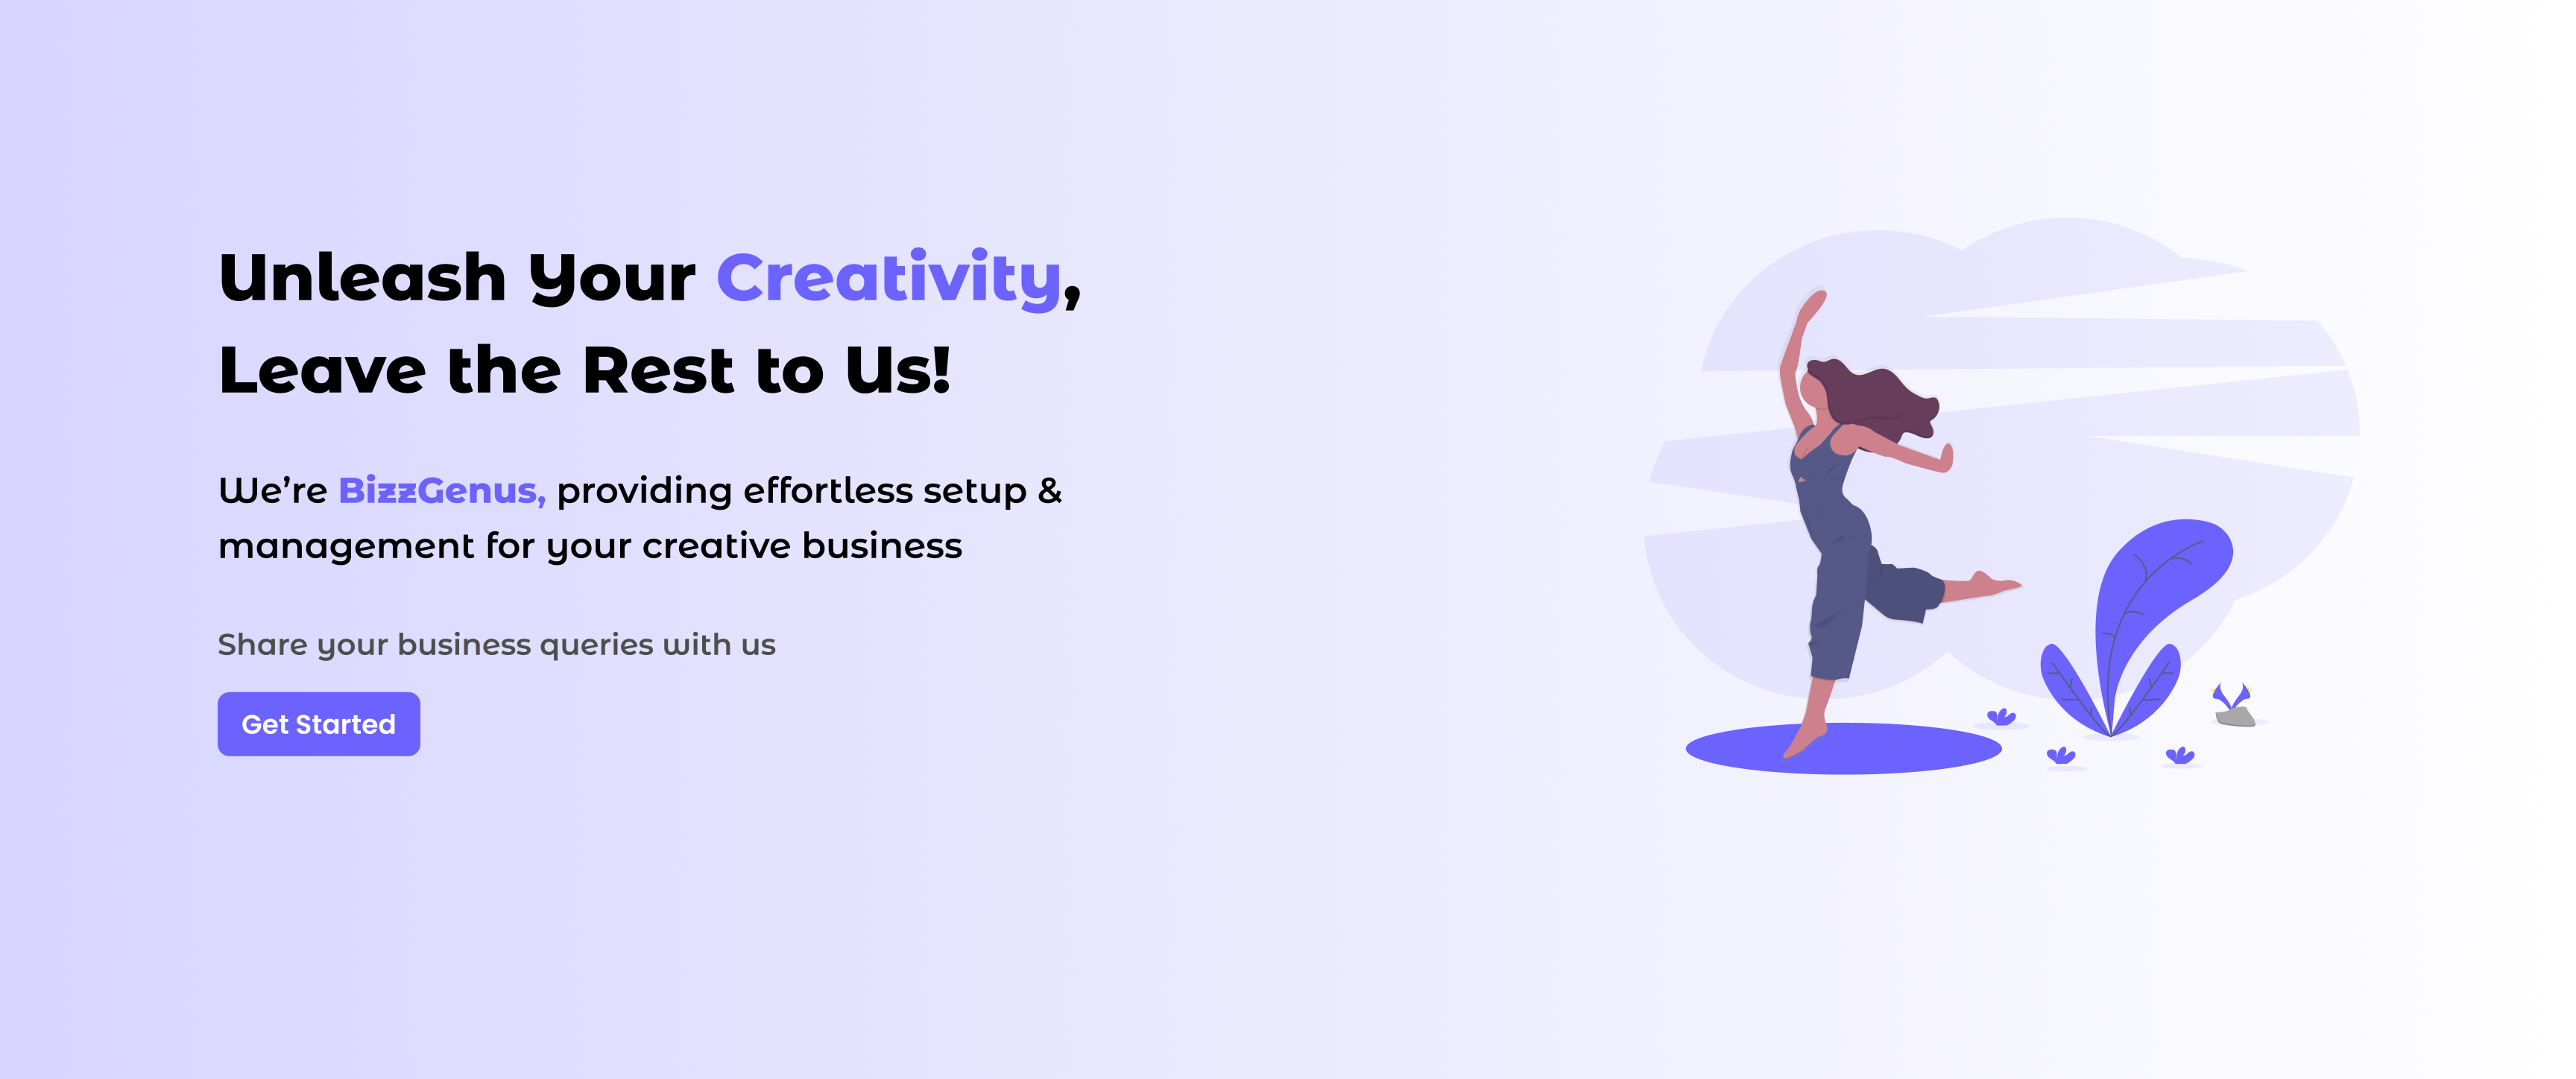 Unleash Your Creativity,
Leave the Rest to Us!
We’re BizzGenus, providing effortless setup &
management for your creative business
Share your business queries with us
Get Started